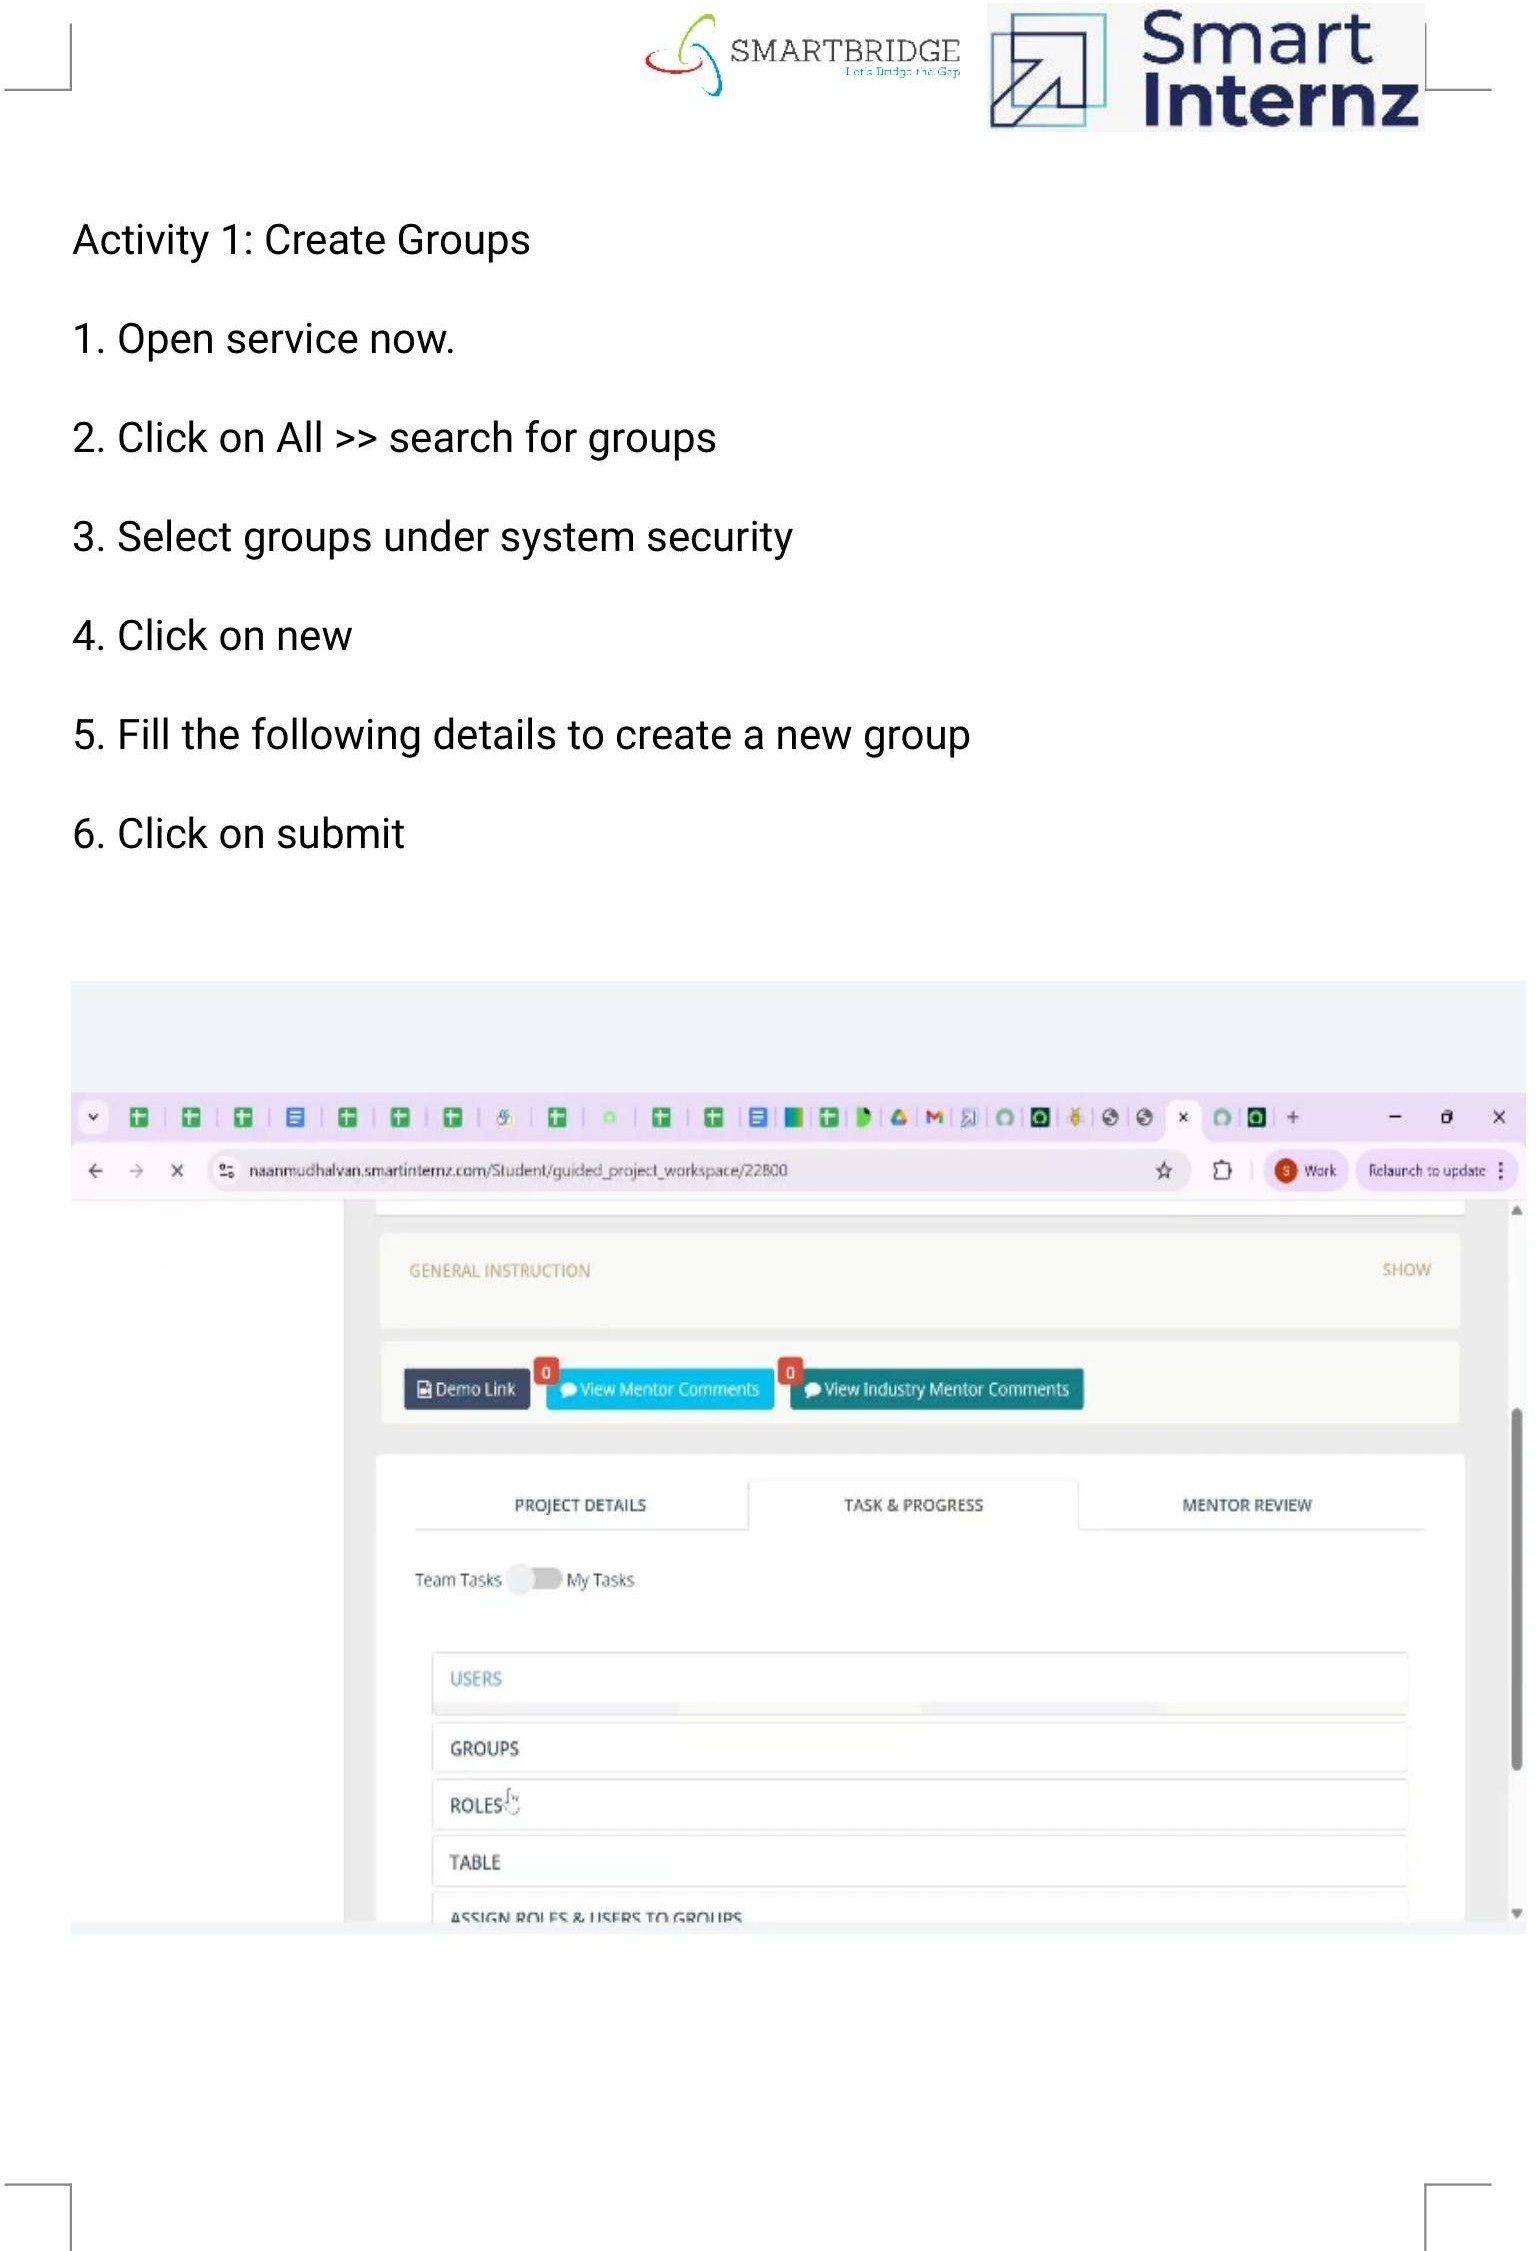 SMARTBRIDGE
Let's Bridge the Gap
Smart
Internz
Activity 1: Create Groups
1. Open service now.
2. Click on All >> search for groups
3. Select groups under system security
4. Click on new
5. Fill the following details to create a new group
6. Click on submit
naanmudhalvan.smartinternz.com/Student/guided_project_workspace/22800
S Work
Relaunch to update
GENERAL INSTRUCTION
SHOW
Demo Link
0
View Mentor Comments
0
View Industry Mentor Comments
PROJECT DETAILS
TASK & PROGRESS
MENTOR REVIEW
Team Tasks
My Tasks
USERS
GROUPS
ROLES
TABLE
ASSIGN ROLES & USERS TO GROUPS